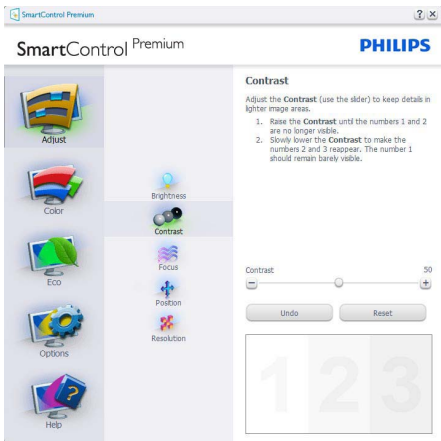 SmartControl Premium
? ×
SmartControl Premium
PHILIPS
Adjust
Color
Eco
Options
Help
Brightness
Contrast
Focus
Position
Resolution
Contrast
Adjust the Contrast (use the slider) to keep details in
lighter image areas.
1. Raise the Contrast until the numbers 1 and 2
are no longer visible.
2. Slowly lower the Contrast to make the
numbers 2 and 3 reappear. The number 1
should remain barely visible.
Contrast 50
− +
Undo Reset
1 2 3